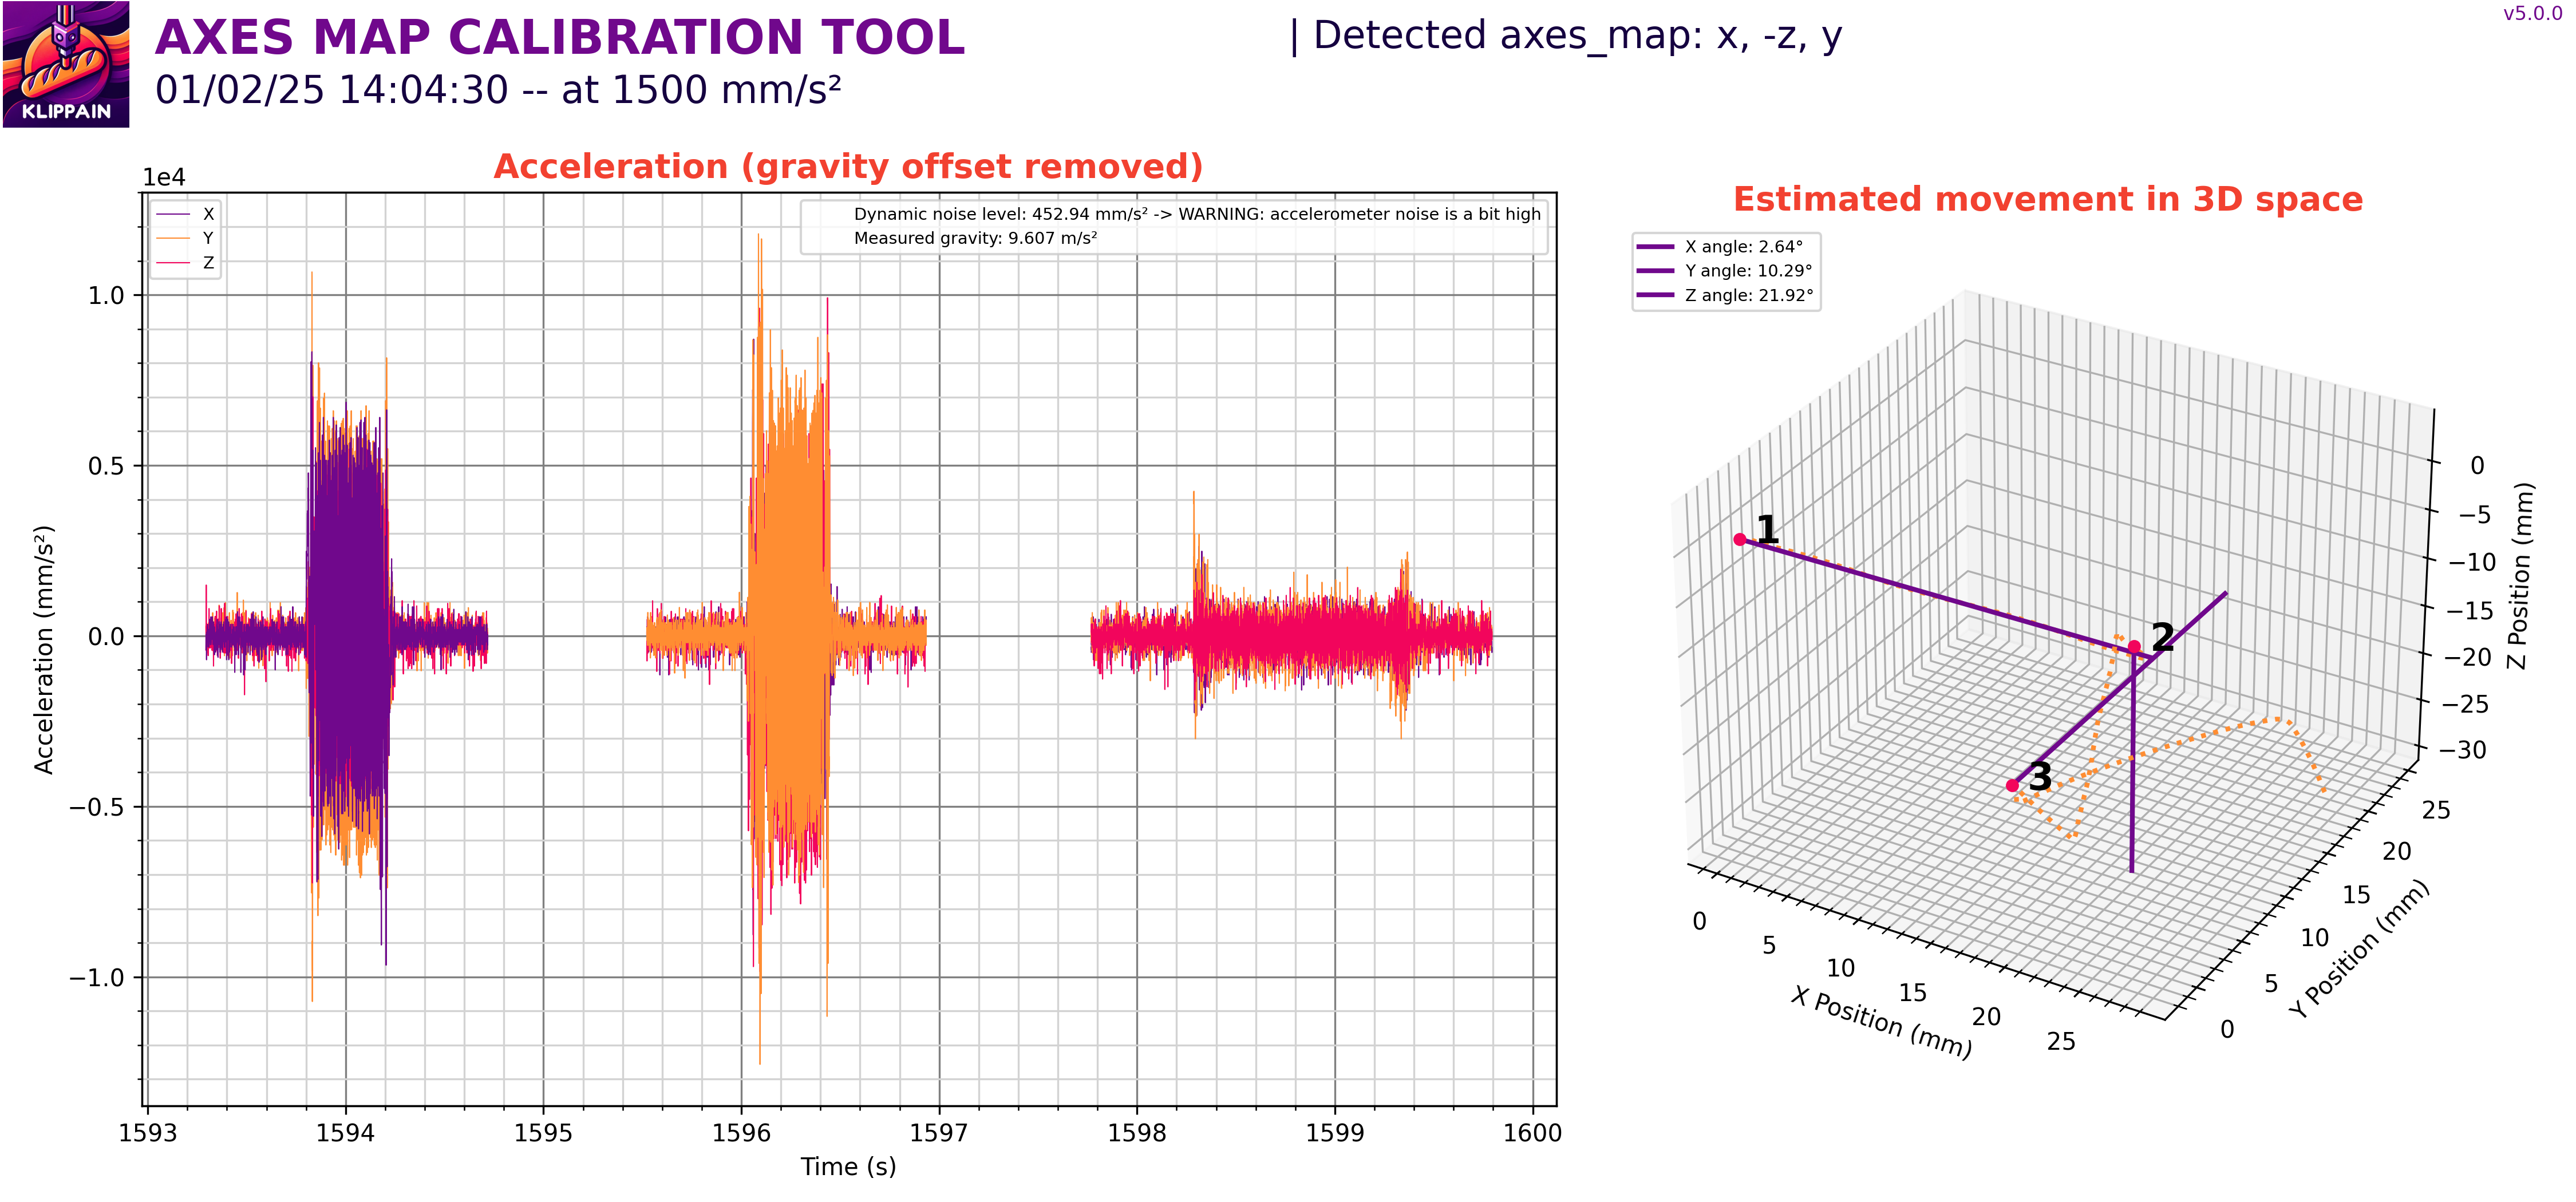 KLIPPAIN
AXES MAP CALIBRATION TOOL
01/02/25 14:04:30 -- at 1500 mm/s²
| Detected axes_map: x, -z, y
v5.0.0
Acceleration (gravity offset removed)
1e4
X
Y
Z
Dynamic noise level: 452.94 mm/s² -> WARNING: accelerometer noise is a bit high
Measured gravity: 9.607 m/s²
1.0
0.5
0.0
−0.5
−1.0
Acceleration (mm/s²)
1593 1594 1595 1596 1597 1598 1599 1600
Time (s)
Estimated movement in 3D space
X angle: 2.64°
Y angle: 10.29°
Z angle: 21.92°
1
2
3
0
−5
−10
−15
−20
−25
−30
Z Position (mm)
25
20
15
10
5
0
Y Position (mm)
0
5
10
15
20
25
X Position (mm)